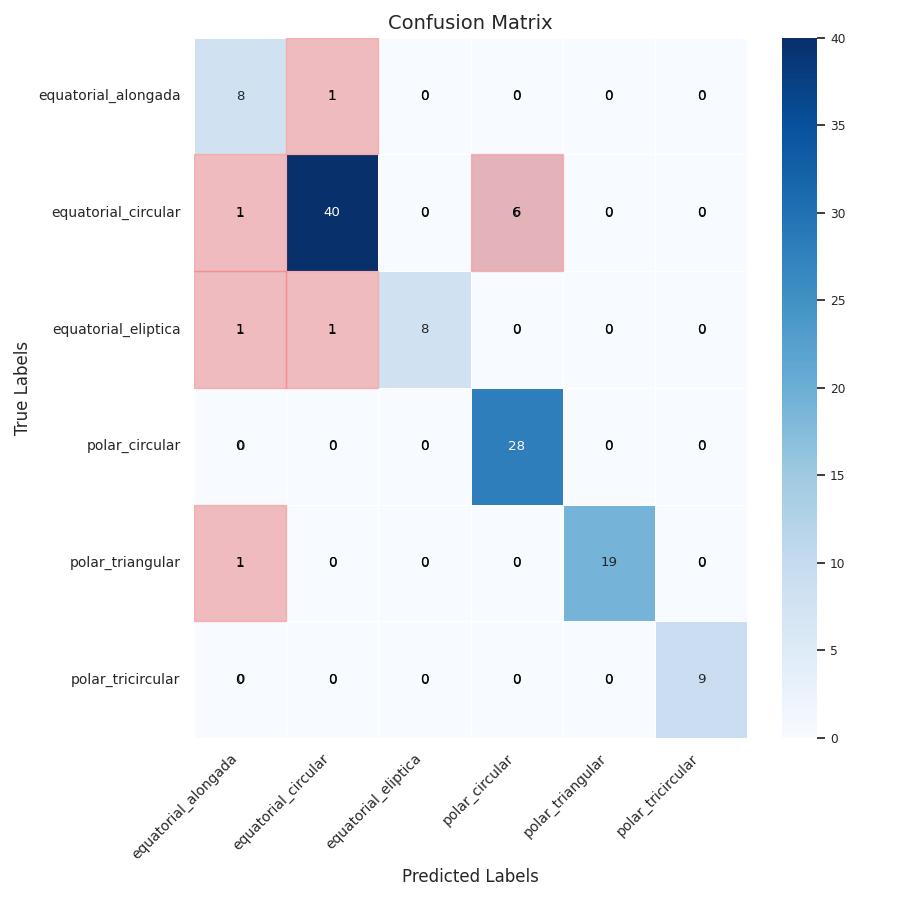 Confusion Matrix
equatorial_alongada 8 1 0 0 0 0
equatorial_circular 1 40 0 6 0 0
equatorial_eliptica 1 1 8 0 0 0
polar_circular 0 0 0 28 0 0
polar_triangular 1 0 0 0 19 0
polar_tricircular 0 0 0 0 0 9
True Labels
equatorial_alongada
equatorial_circular
equatorial_eliptica
polar_circular
polar_triangular
polar_tricircular
Predicted Labels
40
35
30
25
20
15
10
5
0